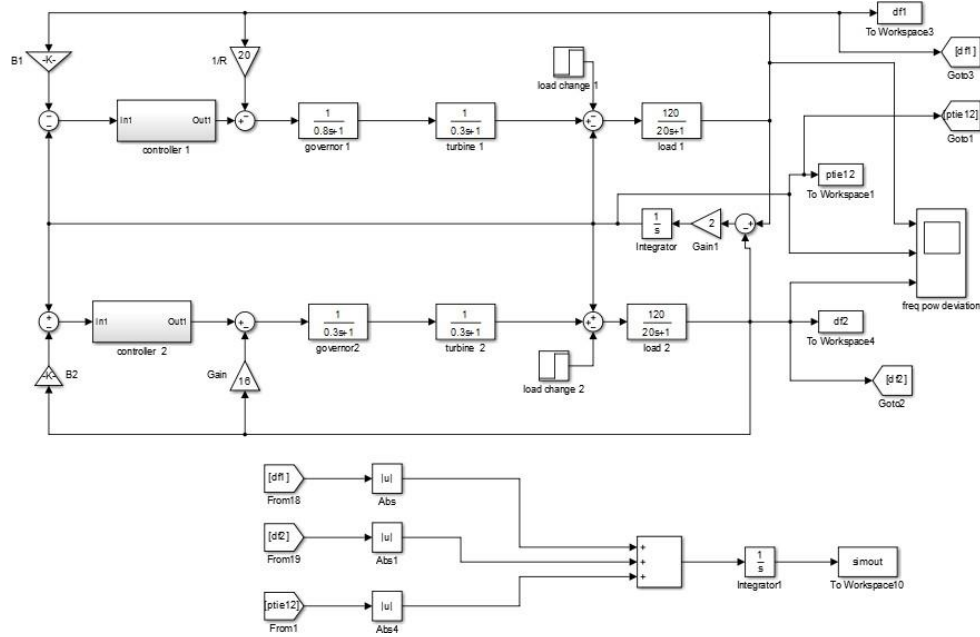 df1
To Workspace3
B1
-K-
1/R
20
[df1]
Goto3
load change 1
In1 Out1
controller 1
1
0.8s+1
governor 1
1
0.3s+1
turbine 1
120
20s+1
load 1
[ptie12]
Goto1
ptie12
To Workspace1
1
s
Integrator
2
Gain1
freq pow deviation
In1 Out1
controller 2
1
0.3s+1
governor2
1
0.3s+1
turbine 2
120
20s+1
load 2
df2
To Workspace4
-K-
B2
Gain
16
load change 2
[df2]
Goto2
[df1]
From18
|u|
Abs
[df2]
From19
|u|
Abs1
[ptie12]
From1
|u|
Abs4
1
s
Integrator1
simout
To Workspace10